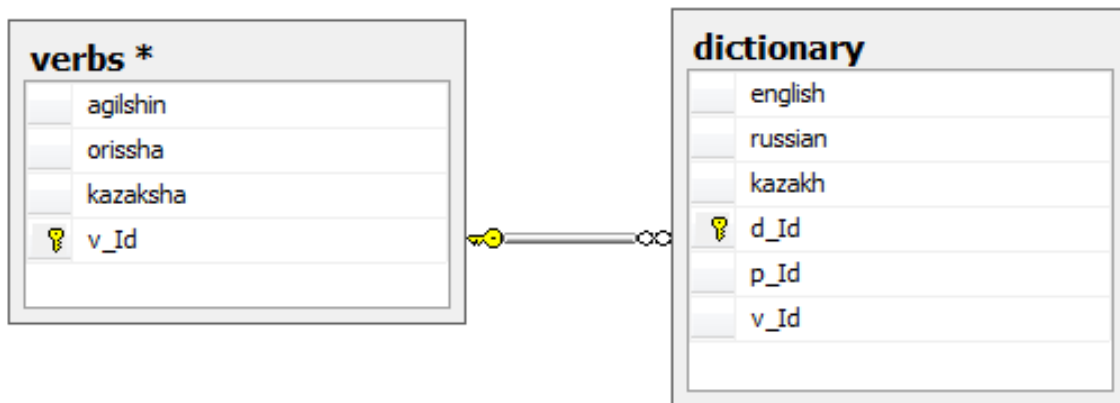 verbs *
agilshin
orissha
kazaksha
v_Id
dictionary
english
russian
kazakh
d_Id
p_Id
v_Id